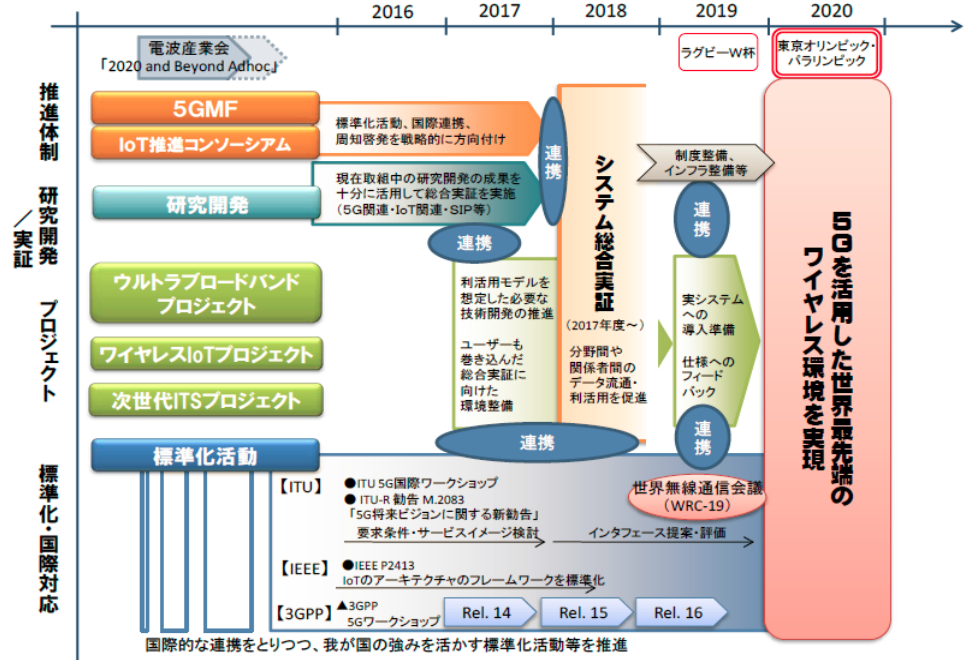 2016
2017
2018
2019
2020
電波産業会
「2020 and Beyond Adhoc」
ラグビーW杯
東京オリンピック・
パラリンピック
推進体制
5GMF
IoT推進コンソーシアム
標準化活動、国際連携、
周知啓発を戦略的に方向付け
連携
制度整備、
インフラ整備等
研究開発
／実証
研究開発
現在取組中の研究開発の成果を
十分に活用して総合実証を実施
（5G関連・IoT関連・SIP等）
連携
連携
システム総合実証
（2017年度～）
分野間や
関係者間の
データ流通・
利活用を促進
プロジェクト
ウルトラブロードバンド
プロジェクト
ワイヤレスIoTプロジェクト
次世代ITSプロジェクト
利活用モデルを
想定した必要な
技術開発の推進
ユーザーも
巻き込んだ
総合実証に
向けた
環境整備
実システム
への
導入準備
仕様への
フィード
バック
連携
連携
5Gを活用した世界最先端の
ワイヤレス環境を実現
標準化・国際対応
標準化活動
【ITU】
●ITU 5G国際ワークショップ
● ITU-R 勧告 M.2083
「5G将来ビジョンに関する新勧告」
要求条件・サービスイメージ検討
インタフェース提案・評価
世界無線通信会議
（WRC-19）
【IEEE】
●IEEE P2413
IoTのアーキテクチャのフレームワークを標準化
【3GPP】
▲3GPP
5Gワークショップ
Rel. 14
Rel. 15
Rel. 16
国際的な連携をとりつつ、我が国の強みを活かす標準化活動等を推進